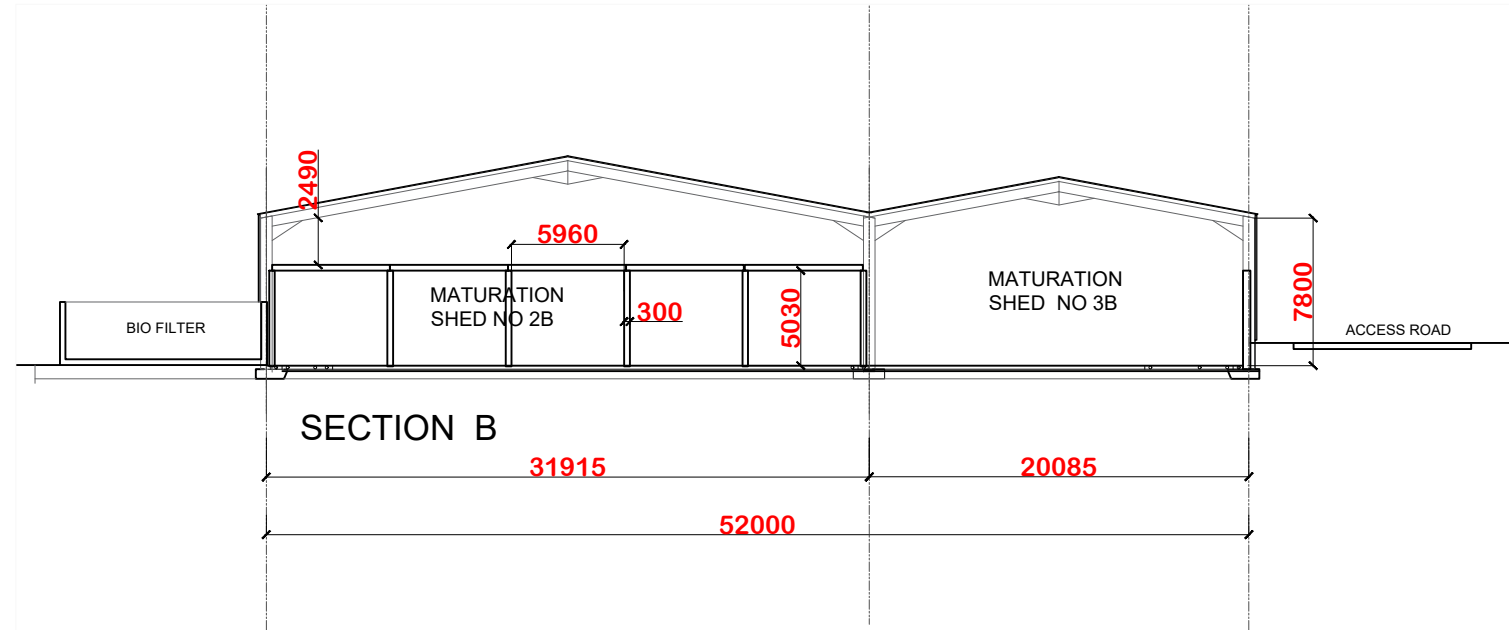 2490
5960
MATURATION
SHED NO 2B
300
5030
MATURATION
SHED NO 3B
7800
BIO FILTER
ACCESS ROAD
SECTION B
31915
20085
52000